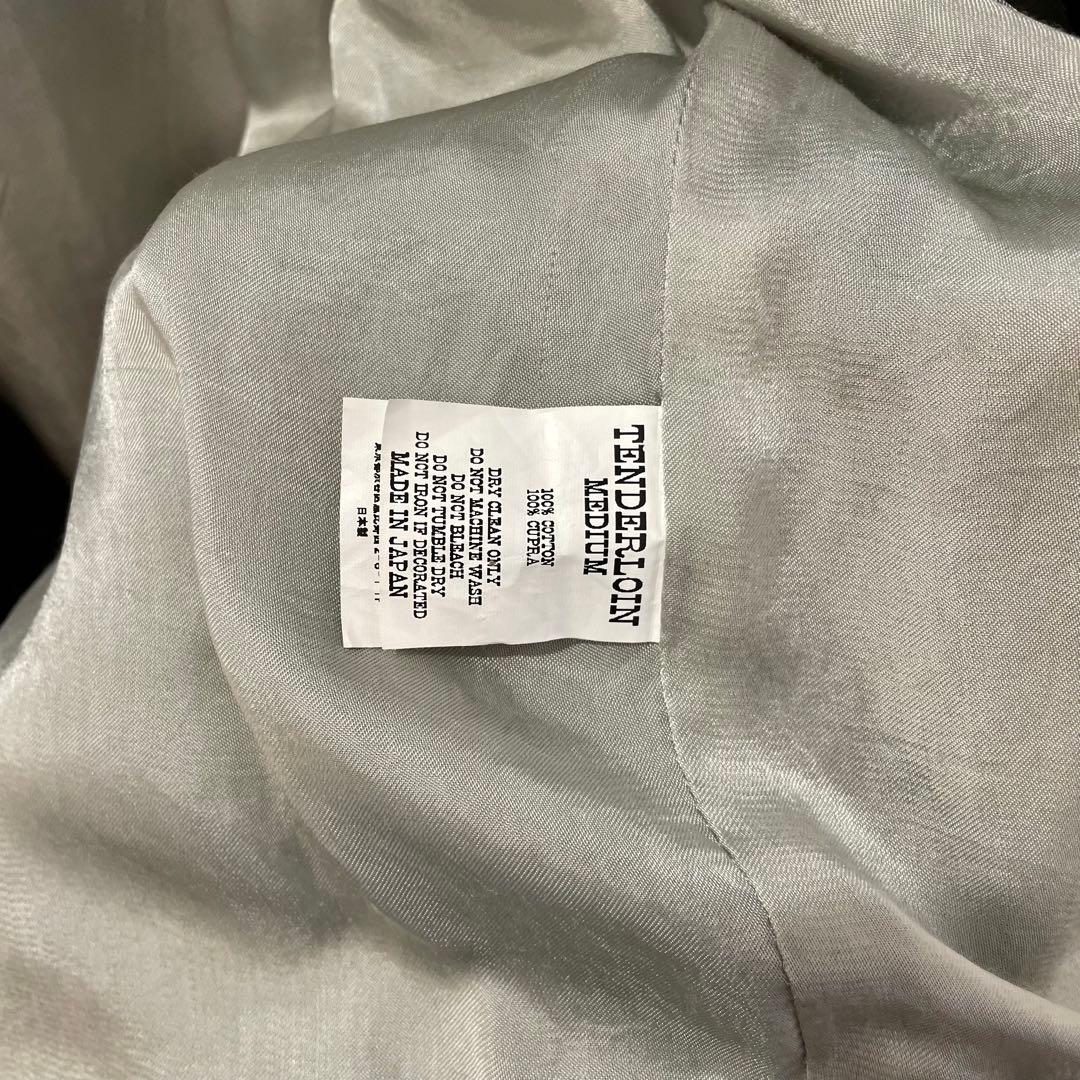 TENDERLOIN
MEDIUM
100% COTTON
100% CUPRA
DRY CLEAN ONLY
DO NOT MACHINE WASH
DO NOT BLEACH
DO NOT TUMBLE DRY
DO NOT IRON IF DECORATED
MADE IN JAPAN
日本製